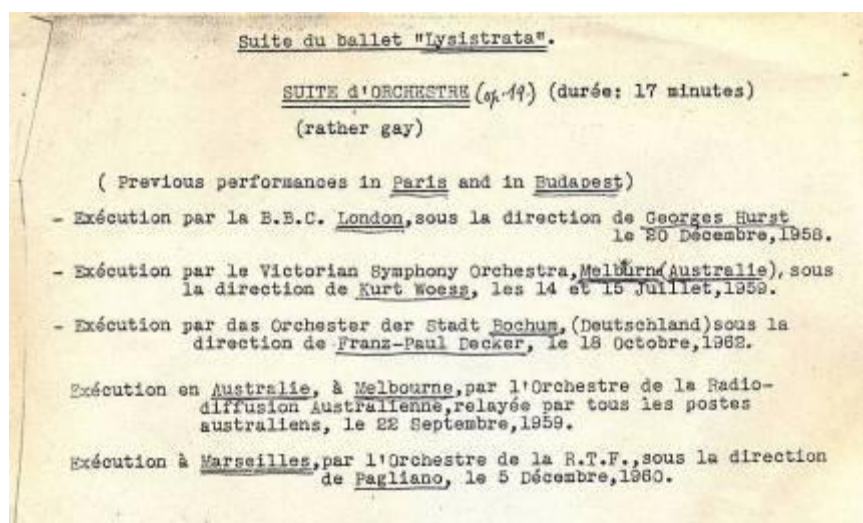 Suite du ballet "Lysistrata".
SUITE d'ORCHESTRE (op.19.) (durée: 17 minutes)
(rather gay)
( Previous performances in Paris and in Budapest)
- Exécution par la B.B.C. London,sous la direction de Georges Hurst
le 20 Décembre,1958.
- Exécution par le Victorian Symphony Orchestra,Melburne(Australie), sous
la direction de Kurt Woess, les 14 et 15 Juillet,1959.
- Exécution par das Orchester der Stadt Bochum,(Deutschland)sous la
direction de Franz-Paul Decker, le 18 Octobre,1962.
Exécution en Australie, à Melbourne,par l'Orchestre de la Radio-
diffusion Australienne,relayée par tous les postes
australiens, le 22 Septembre,1959.
Exécution à Marseilles,par l'Orchestre de la R.T.F.,sous la direction
de Pagliano, le 5 Décembre,1960.